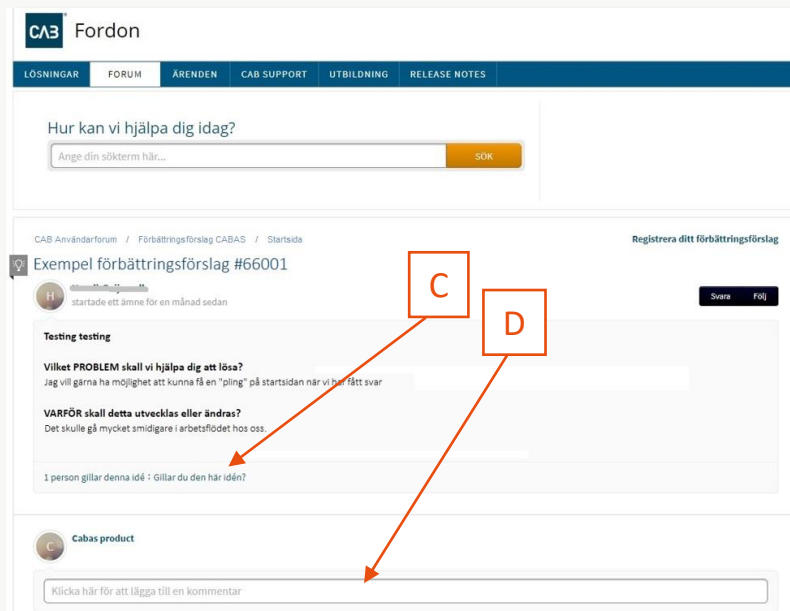 CAB Fordon
LÖSNINGAR FORUM ÄRENDEN CAB SUPPORT UTBILDNING RELEASE NOTES
Hur kan vi hjälpa dig idag?
Ange din sökterm här... SÖK
CAB Användarforum / Förbättringsförslag CABAS / Startsida Registrera ditt förbättringsförslag
Exempel förbättringsförslag #66001
C
D
H
startade ett ämne för en månad sedan
Svara Följ
Testing testing
Vilket PROBLEM skall vi hjälpa dig att lösa?
Jag vill gärna ha möjlighet att kunna få en "pling" på startsidan når vi har fått svar
VARFÖR skall detta utvecklas eller ändras?
Det skulle gå mycket smidigare i arbetsflödet hos oss.
1 person gillar denna idé : Gillar du den här idén?
C Cabas product
Klicka här för att lägga till en kommentar